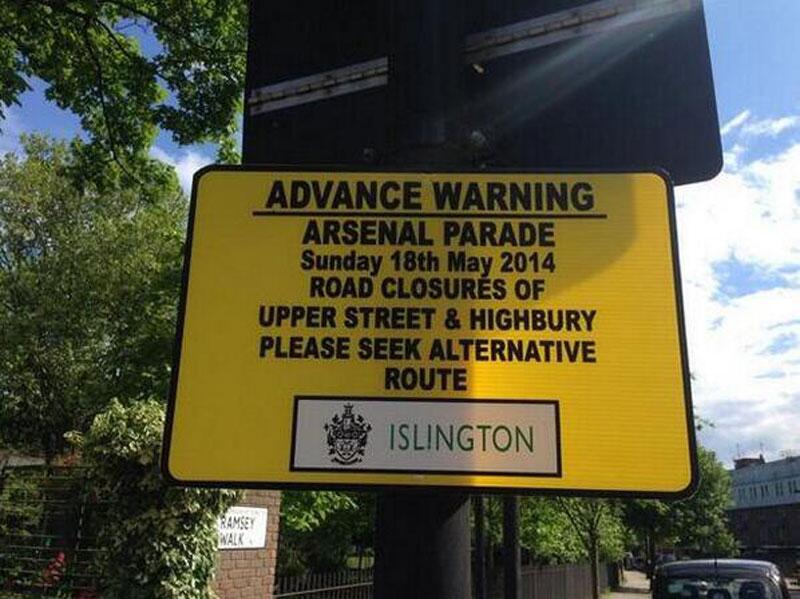 ADVANCE WARNING
ARSENAL PARADE
Sunday 18th May 2014
ROAD CLOSURES OF
UPPER STREET & HIGHBURY
PLEASE SEEK ALTERNATIVE
ROUTE
ISLINGTON
RAMSEY
WALK